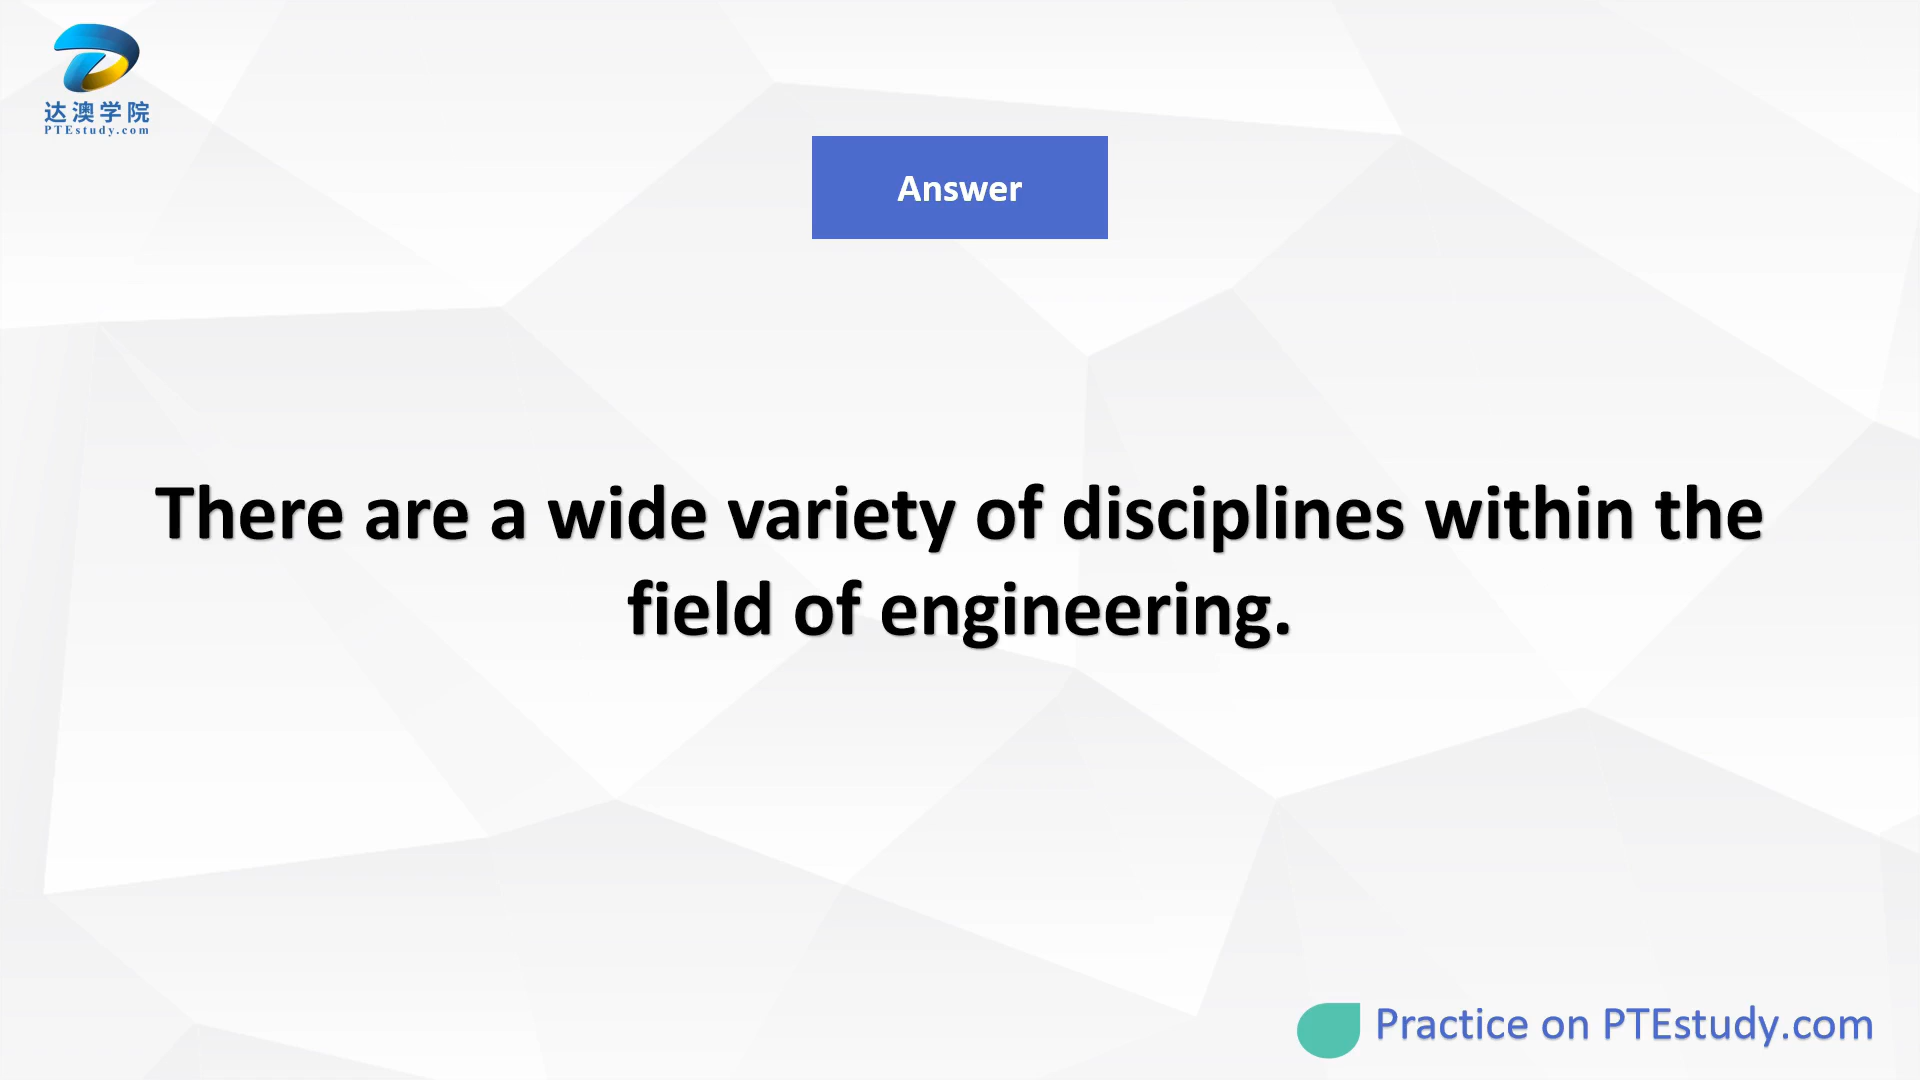 达澳学院
PTEstudy.com
Answer
There are a wide variety of disciplines within the
field of engineering.
Practice on PTEstudy.com